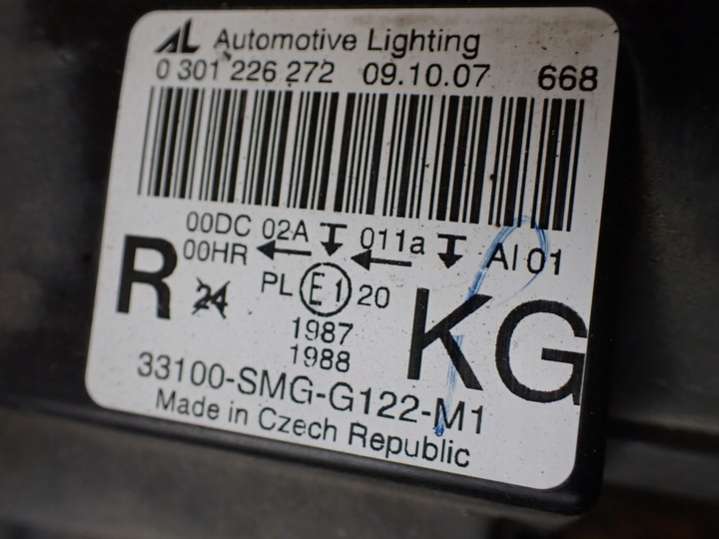 AL Automotive Lighting
0 301 226 272 09.10.07 668
00DC 02A 011a AI 01
00HR
R 24 PL E1 20 KG
1987
1988
33100-SMG-G122-M1
Made in Czech Republic